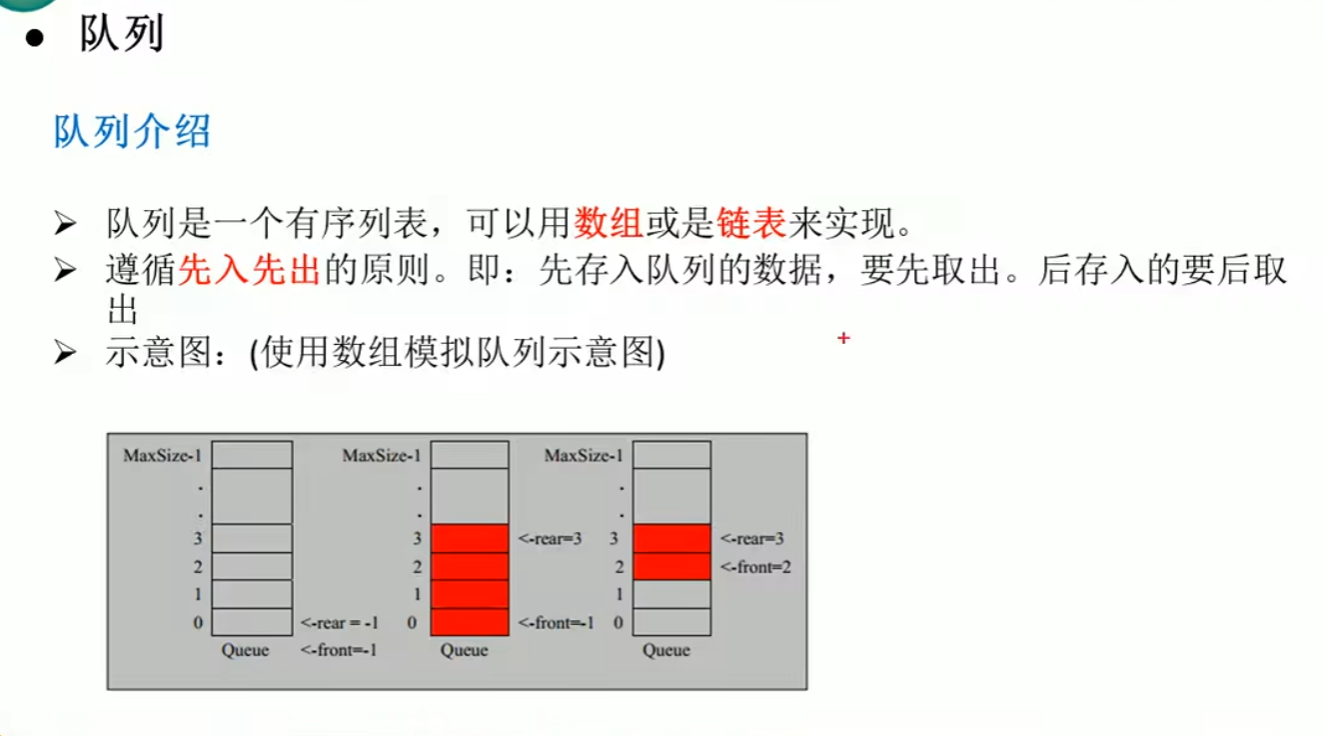 ● 队列
队列介绍
➢ 队列是一个有序列表，可以用数组或是链表来实现。
➢ 遵循先入先出的原则。即：先存入队列的数据，要先取出。后存入的要后取
出
➢ 示意图：(使用数组模拟队列示意图)
MaxSize-1 MaxSize-1 MaxSize-1
. . .
. . .
3 3 <-rear=3 3 <-rear=3
2 2 2 <-front=2
1 1 1
0 <-rear = -1 0 <-front=-1 0
Queue <-front=-1 Queue Queue